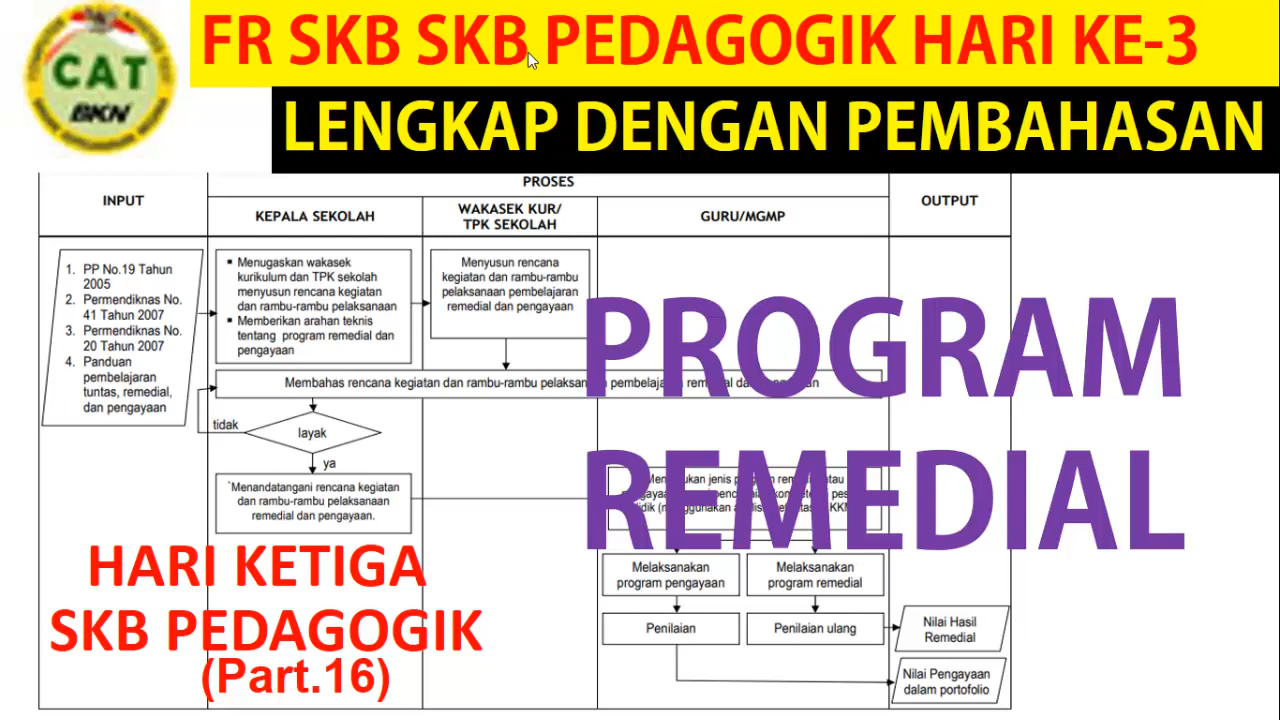 CAT
BKN
FR SKB SKB PEDAGOGIK HARI KE-3
LENGKAP DENGAN PEMBAHASAN
INPUT
PROSES
OUTPUT
KEPALA SEKOLAH
WAKASEK KUR/
TPK SEKOLAH
GURU/MGMP
1. PP No.19 Tahun
2005
2. Permendiknas No.
41 Tahun 2007
3. Permendiknas No.
20 Tahun 2007
4. Panduan
pembelajaran
tuntas, remedial,
dan pengayaan
▪ Menugaskan wakasek
kurikulum dan TPK sekolah
menyusun rencana kegiatan
dan rambu-rambu pelaksanaan
▪ Memberikan arahan teknis
tentang program remedial dan
pengayaan
Menyusun rencana
kegiatan dan rambu-rambu
pelaksanaan pembelajaran
remedial dan pengayaan
PROGRAM
REMEDIAL
Membahas rencana kegiatan dan rambu-rambu
tidak
layak
ya
`Menandatangani rencana kegiatan
dan rambu-rambu pelaksanaan
remedial dan pengayaan.
Melaksanakan
program pengayaan
Melaksanakan
program remedial
Penilaian
Penilaian ulang
Nilai Hasil
Remedial
Nilai Pengayaan
dalam portofolio
HARI KETIGA
SKB PEDAGOGIK
(Part.16)